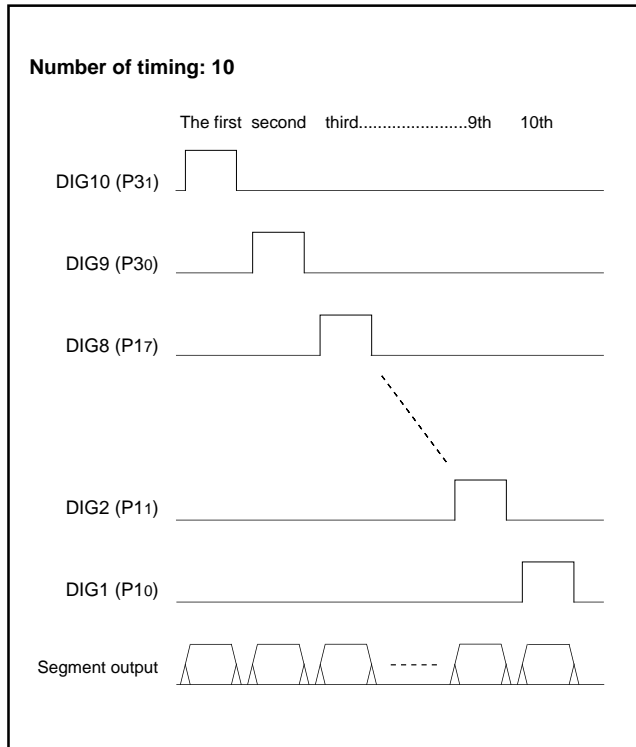 Number of timing: 10
The first second third.......................9th 10th
DIG10 (P31)
DIG9 (P30)
DIG8 (P17)
DIG2 (P11)
DIG1 (P10)
Segment output